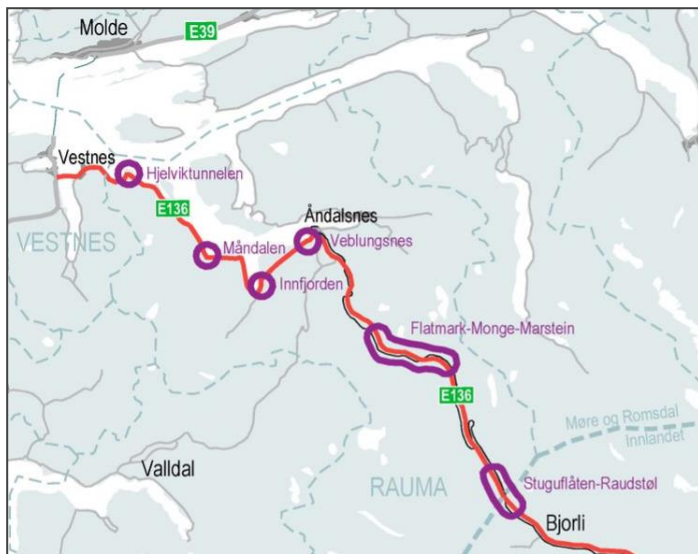 Molde
E39
Vestnes
Hjelviktunnelen
E136
Åndalsnes
VESTNES
Måndalen
Veblungsnes
Innfjorden
Flatmark-Monge-Marstein
E136
Møre og Romsdal
Innlandet
Valldal
RAUMA
Stuguflåten-Raudstøl
Bjorli